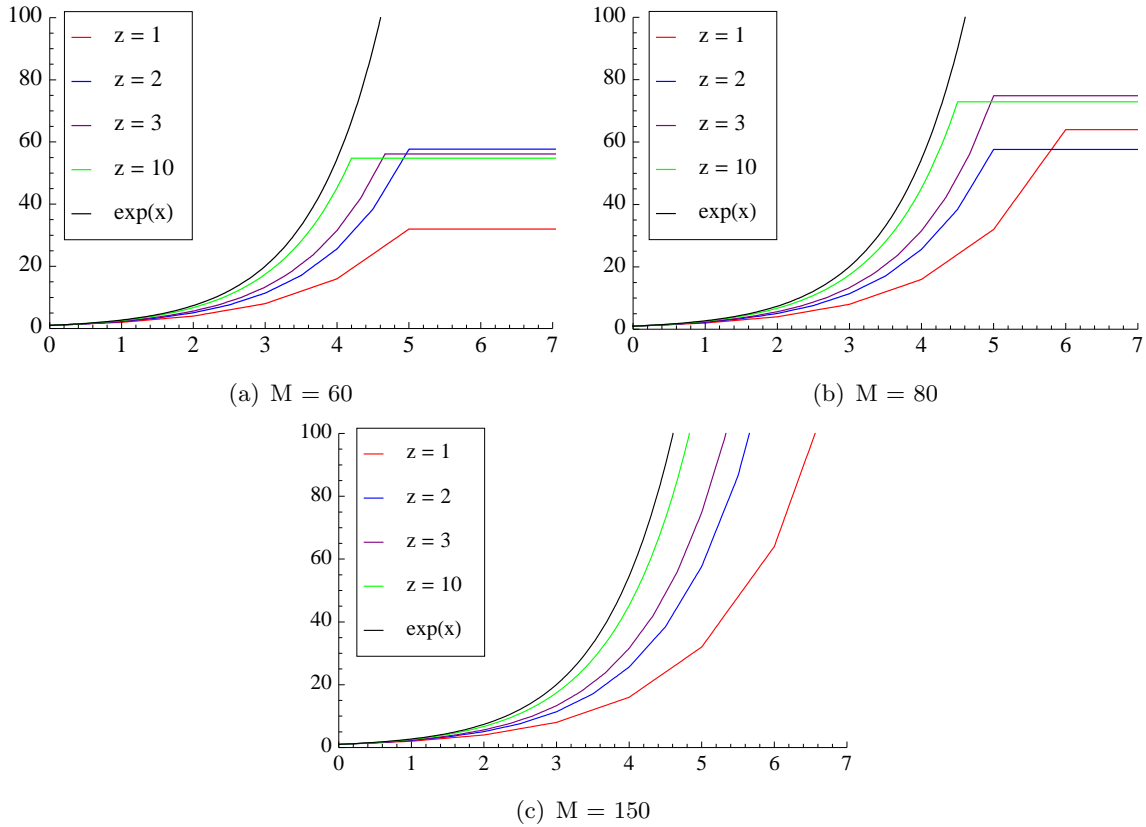 100
80
60
40
20
0
z = 1
z = 2
z = 3
z = 10
exp(x)
0 1 2 3 4 5 6 7
(a) M = 60
100
80
60
40
20
0
z = 1
z = 2
z = 3
z = 10
exp(x)
0 1 2 3 4 5 6 7
(b) M = 80
100
80
60
40
20
0
z = 1
z = 2
z = 3
z = 10
exp(x)
0 1 2 3 4 5 6 7
(c) M = 150